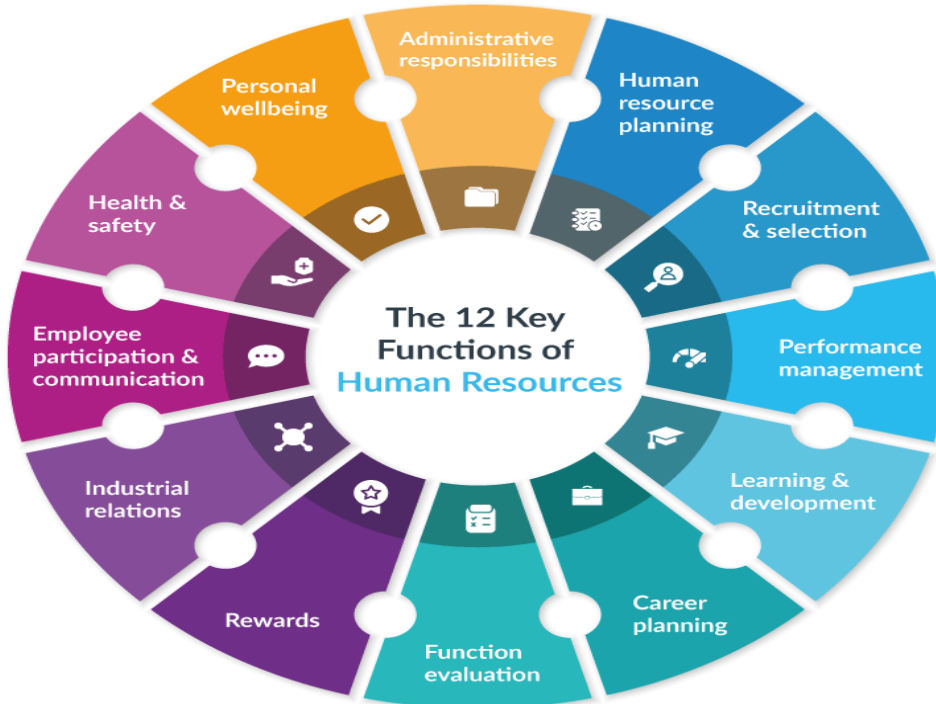 The 12 Key
Functions of
Human Resources
Administrative
responsibilities
Human
resource
planning
Recruitment
& selection
Performance
management
Learning &
development
Career
planning
Function
evaluation
Rewards
Industrial
relations
Employee
participation &
communication
Health &
safety
Personal
wellbeing